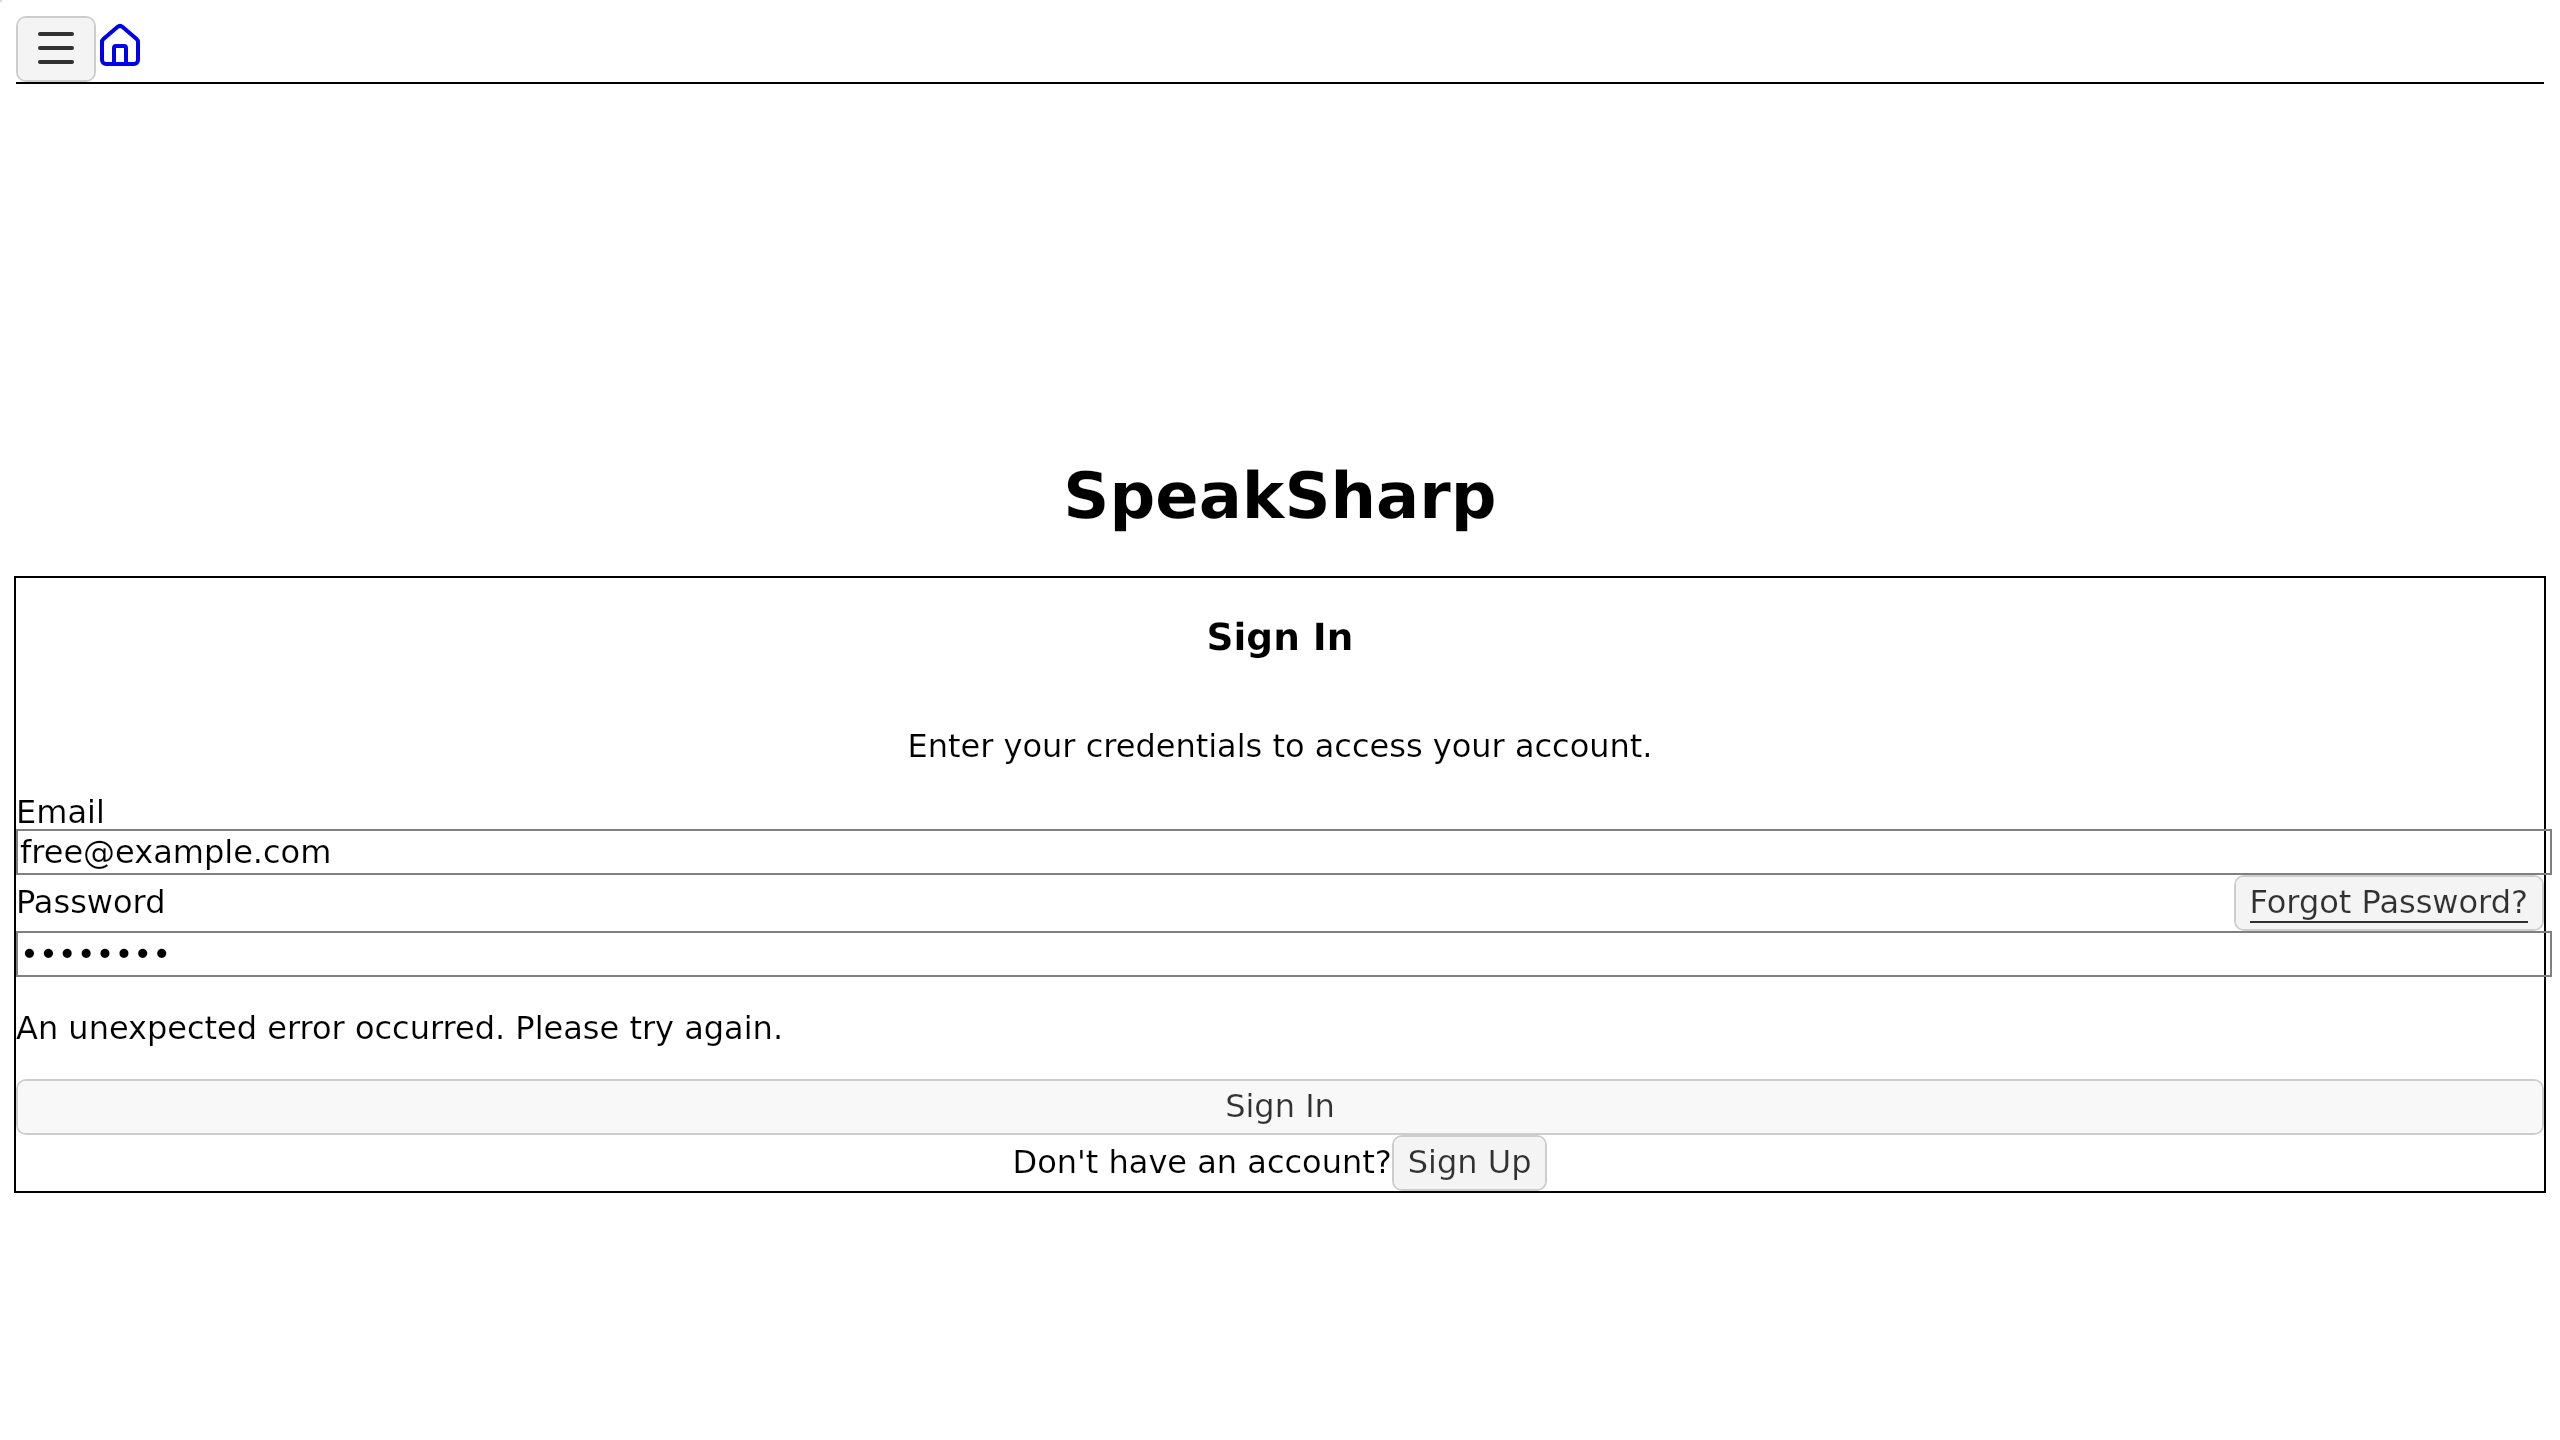 SpeakSharp
Sign In
Enter your credentials to access your account.
Email
free@example.com
Password
Forgot Password?
••••••••
An unexpected error occurred. Please try again.
Sign In
Don't have an account? Sign Up